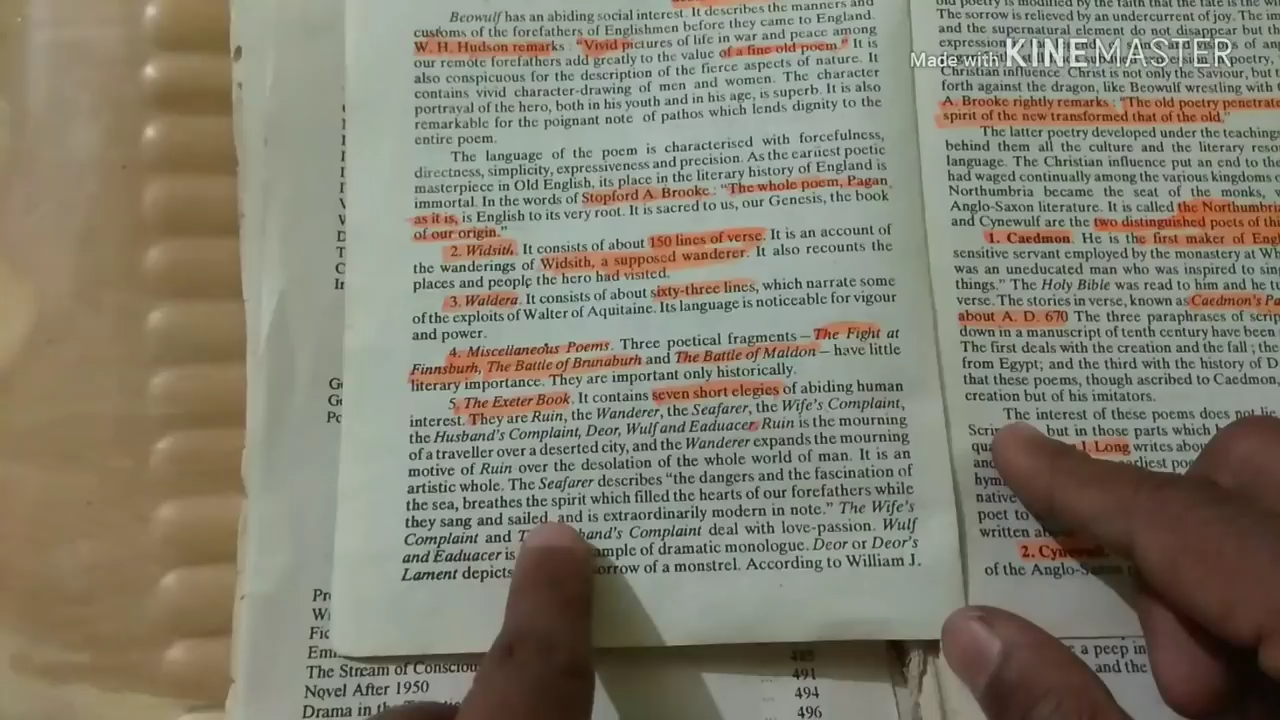 Beowulf has an abiding social interest. It describes the manners and
customs of the forefathers of Englishmen before they came to England.
W. H. Hudson remarks : "Vivid pictures of life in war and peace among
our remote forefathers add greatly to the value of a fine old poem." It is
also conspicuous for the description of the fierce aspects of nature. It
contains vivid character-drawing of men and women. The character
portrayal of the hero, both in his youth and in his age, is superb. It is also
remarkable for the poignant note of pathos which lends dignity to the
entire poem.
The language of the poem is characterised with forcefulness,
directness, simplicity, expressiveness and precision. As the earliest poetic
masterpiece in Old English, its place in the literary history of England is
immortal. In the words of Stopford A. Brooke : "The whole poem, Pagan
as it is, is English to its very root. It is sacred to us, our Genesis, the book
of our origin."
2. Widsith. It consists of about 150 lines of verse. It is an account of
the wanderings of Widsith, a supposed wanderer. It also recounts the
places and people the hero had visited.
3. Waldera. It consists of about sixty-three lines, which narrate some
of the exploits of Walter of Aquitaine. Its language is noticeable for vigour
and power.
4. Miscellaneous Poems. Three poetical fragments – The Fight at
Finnsburh, The Battle of Brunaburh and The Battle of Maldon – have little
literary importance. They are important only historically.
5. The Exeter Book. It contains seven short elegies of abiding human
interest. They are Ruin, the Wanderer, the Seafarer, the Wife's Complaint,
the Husband's Complaint, Deor, Wulf and Eaducer. Ruin is the mourning
of a traveller over a deserted city, and the Wanderer expands the mourning
motive of Ruin over the desolation of the whole world of man. It is an
artistic whole. The Seafarer describes "the dangers and the fascination of
the sea, breathes the spirit which filled the hearts of our forefathers while
they sang and sailed, and is extraordinarily modern in note." The Wife's
Complaint and band's Complaint deal with love-passion. Wulf
and Eaduacer is ample of dramatic monologue. Deor or Deor's
Lament depicts orrow of a monstrel. According to William J.
The Stream of Consciou
491
Novel After 1950
494
Drama in
496
Made with KINEMASTER
old poetry is modified by the faith that the fate is the
The sorrow is relieved by an undercurrent of joy. The
and the supernatural element do not disappear but
expression
Christian influence. Christ is not only the Saviour, but
forth against the dragon, like Beowulf wrestling with
A. Brooke rightly remarks : "The old poetry penetrate
spirit of the new transformed that of the old."
The latter poetry developed under the teachings
behind them all the culture and the literary reso
language. The Christian influence put an end to the
had waged continually among the various kingdoms
Northumbria became the seat of the monks,
Anglo-Saxon literature. It is called the Northumbri
and Cynewulf are the two distinguished poets of thi
1. Caedmon. He is the first maker of Engl
sensitive servant employed by the monastery at Wh
was an uneducated man who was inspired to sin
things." The Holy Bible was read to him and he tu
verse. The stories in verse, known as Caedmon's Pa
about A. D. 670 The three paraphrases of scrip
down in a manuscript of tenth century have been
The first deals with the creation and the fall ; the
from Egypt; and the third with the history of D
that these poems, though ascribed to Caedmon,
creation but of his imitators.
The interest of these poems does not lie
Scri but in those parts which
qua J. Long writes abou
and earliest poe
hym
native
poet to
written
2. Cynewulf.
of the Anglo-Saxon
a peep in
and the